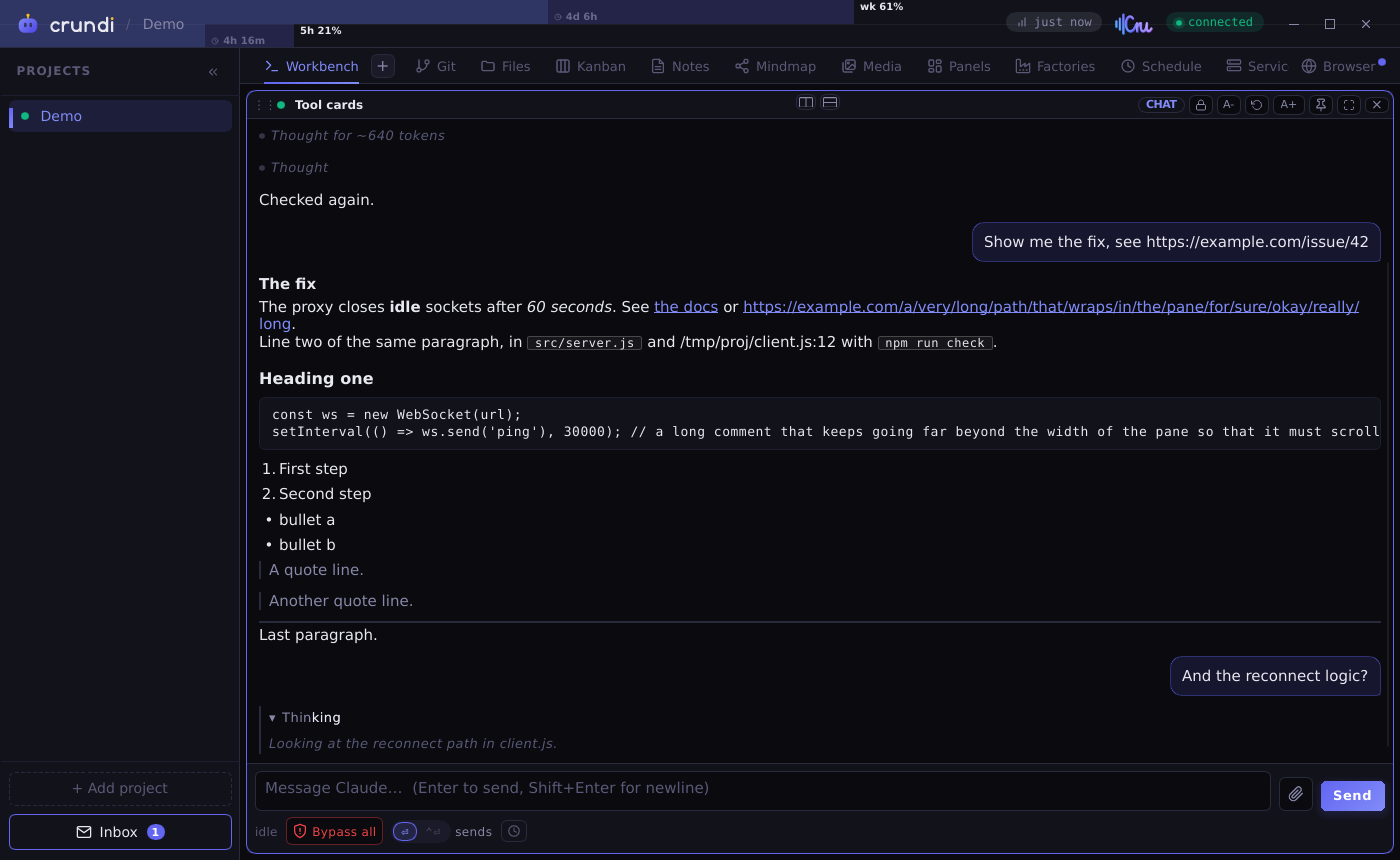 crundi / Demo
4h 16m
5h 21%
4d 6h
wk 61%
just now
Cru
connected
PROJECTS «
Demo
+ Add project
Inbox 1
Workbench + Git Files Kanban Notes Mindmap Media Panels Factories Schedule Servic Browser
Tool cards CHAT A- A+
Thought for ~640 tokens
Thought
Checked again.
Show me the fix, see https://example.com/issue/42
The fix
The proxy closes idle sockets after 60 seconds. See the docs or https://example.com/a/very/long/path/that/wraps/in/the/pane/for/sure/okay/really/
long.
Line two of the same paragraph, in src/server.js and /tmp/proj/client.js:12 with npm run check.
Heading one
const ws = new WebSocket(url);
setInterval(() => ws.send('ping'), 30000); // a long comment that keeps going far beyond the width of the pane so that it must scroll
1. First step
2. Second step
• bullet a
• bullet b
A quote line.
Another quote line.
Last paragraph.
And the reconnect logic?
▾ Thinking
Looking at the reconnect path in client.js.
Message Claude… (Enter to send, Shift+Enter for newline)
Send
idle Bypass all ⏎ ^⏎ sends